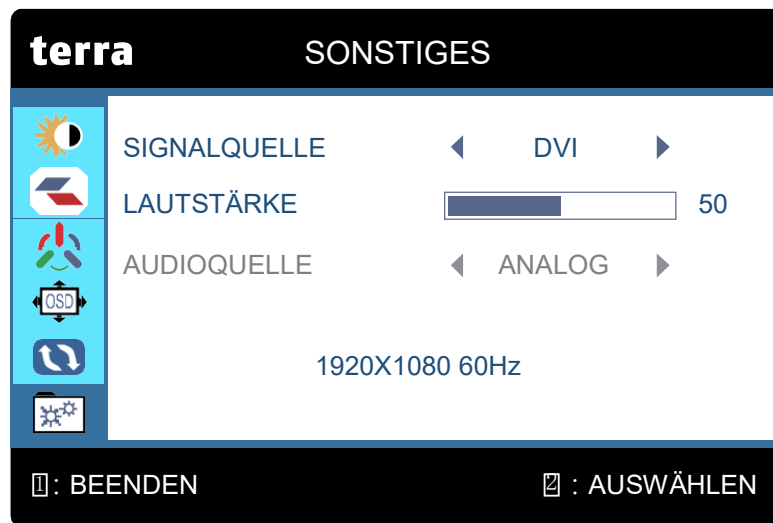 terra SONSTIGES
SIGNALQUELLE DVI
LAUTSTÄRKE 50
AUDIOQUELLE ANALOG
OSD
1920X1080 60Hz
1: BEENDEN 2 : AUSWÄHLEN